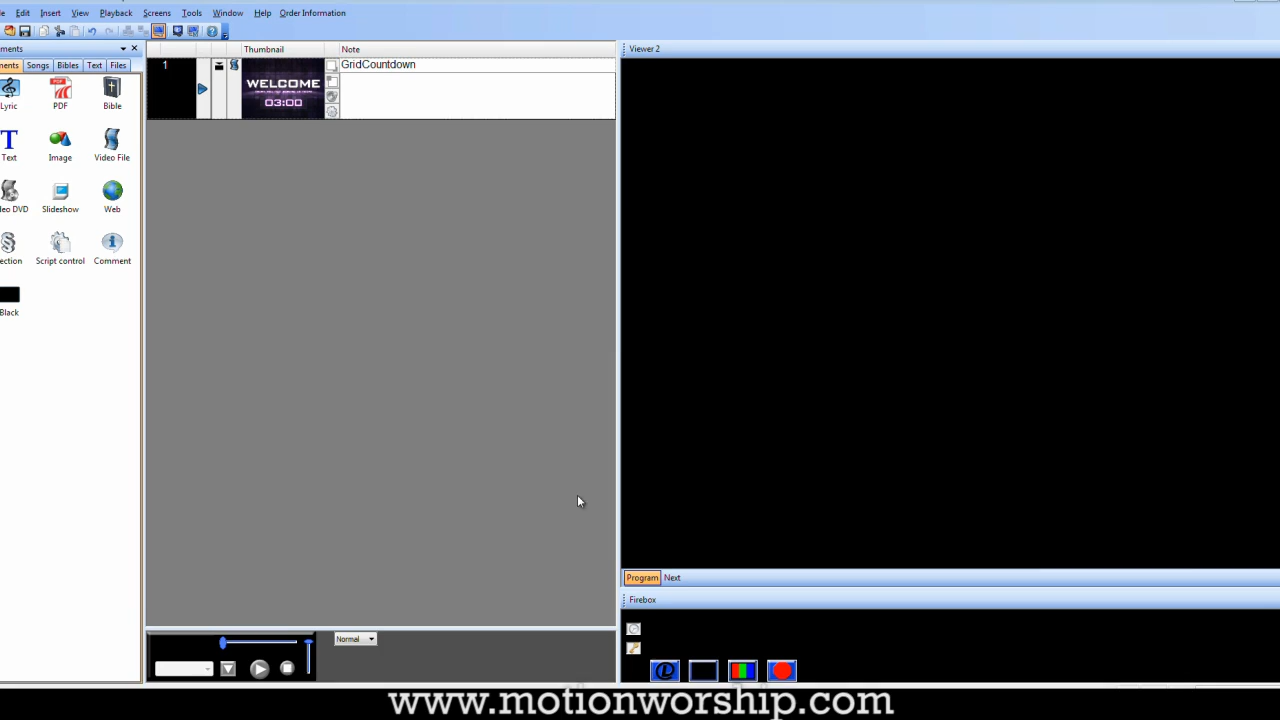 le Edit Insert View Playback Screens Tools Window Help Order Information
ments
ments Songs Bibles Text Files
Lyric PDF Bible
Text Image Video File
deo DVD Slideshow Web
ection Script control Comment
Black
Thumbnail Note
1 GridCountdown
WELCOME
03:00
Normal
Viewer 2
Program Next
Firebox
www.motionworship.com